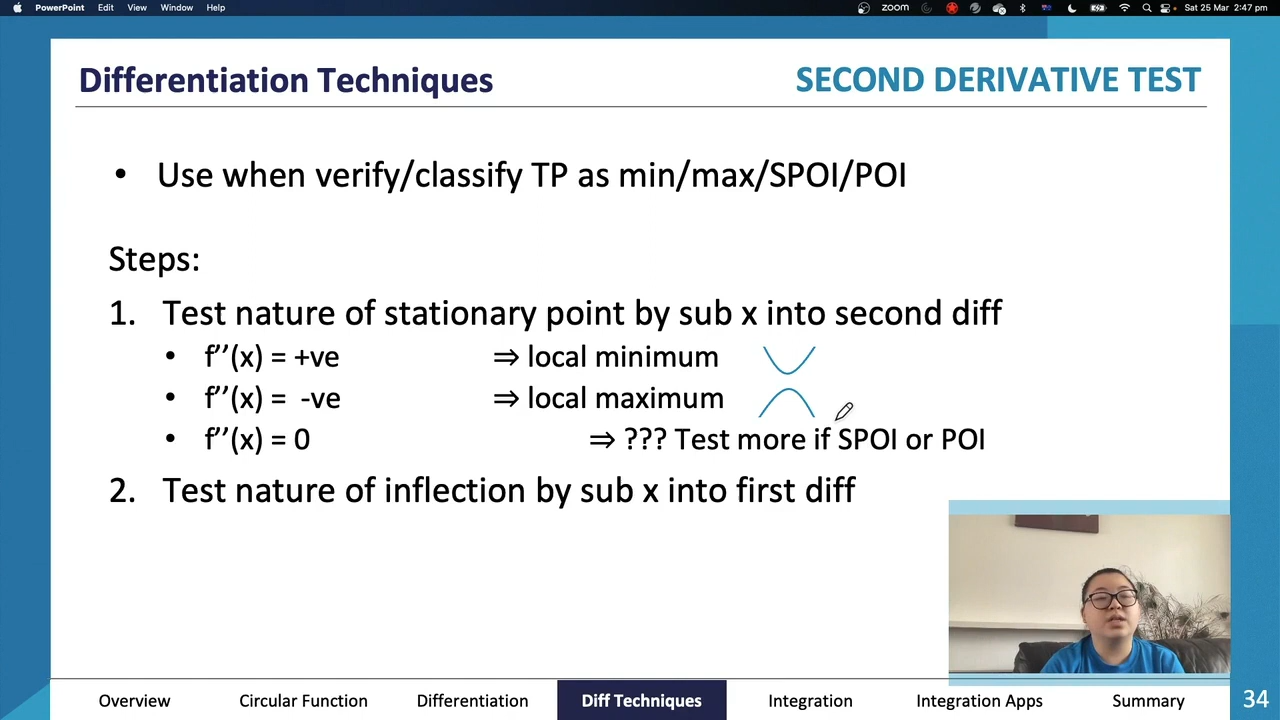 PowerPoint Edit View Window Help zoom Sat 25 Mar 2:47 pm
Differentiation Techniques SECOND DERIVATIVE TEST
• Use when verify/classify TP as min/max/SPOI/POI
Steps:
1. Test nature of stationary point by sub x into second diff
• f’’(x) = +ve ⇒ local minimum
• f’’(x) = -ve ⇒ local maximum
• f’’(x) = 0 ⇒ ??? Test more if SPOI or POI
2. Test nature of inflection by sub x into first diff
Overview Circular Function Differentiation Diff Techniques Integration Integration Apps Summary 34